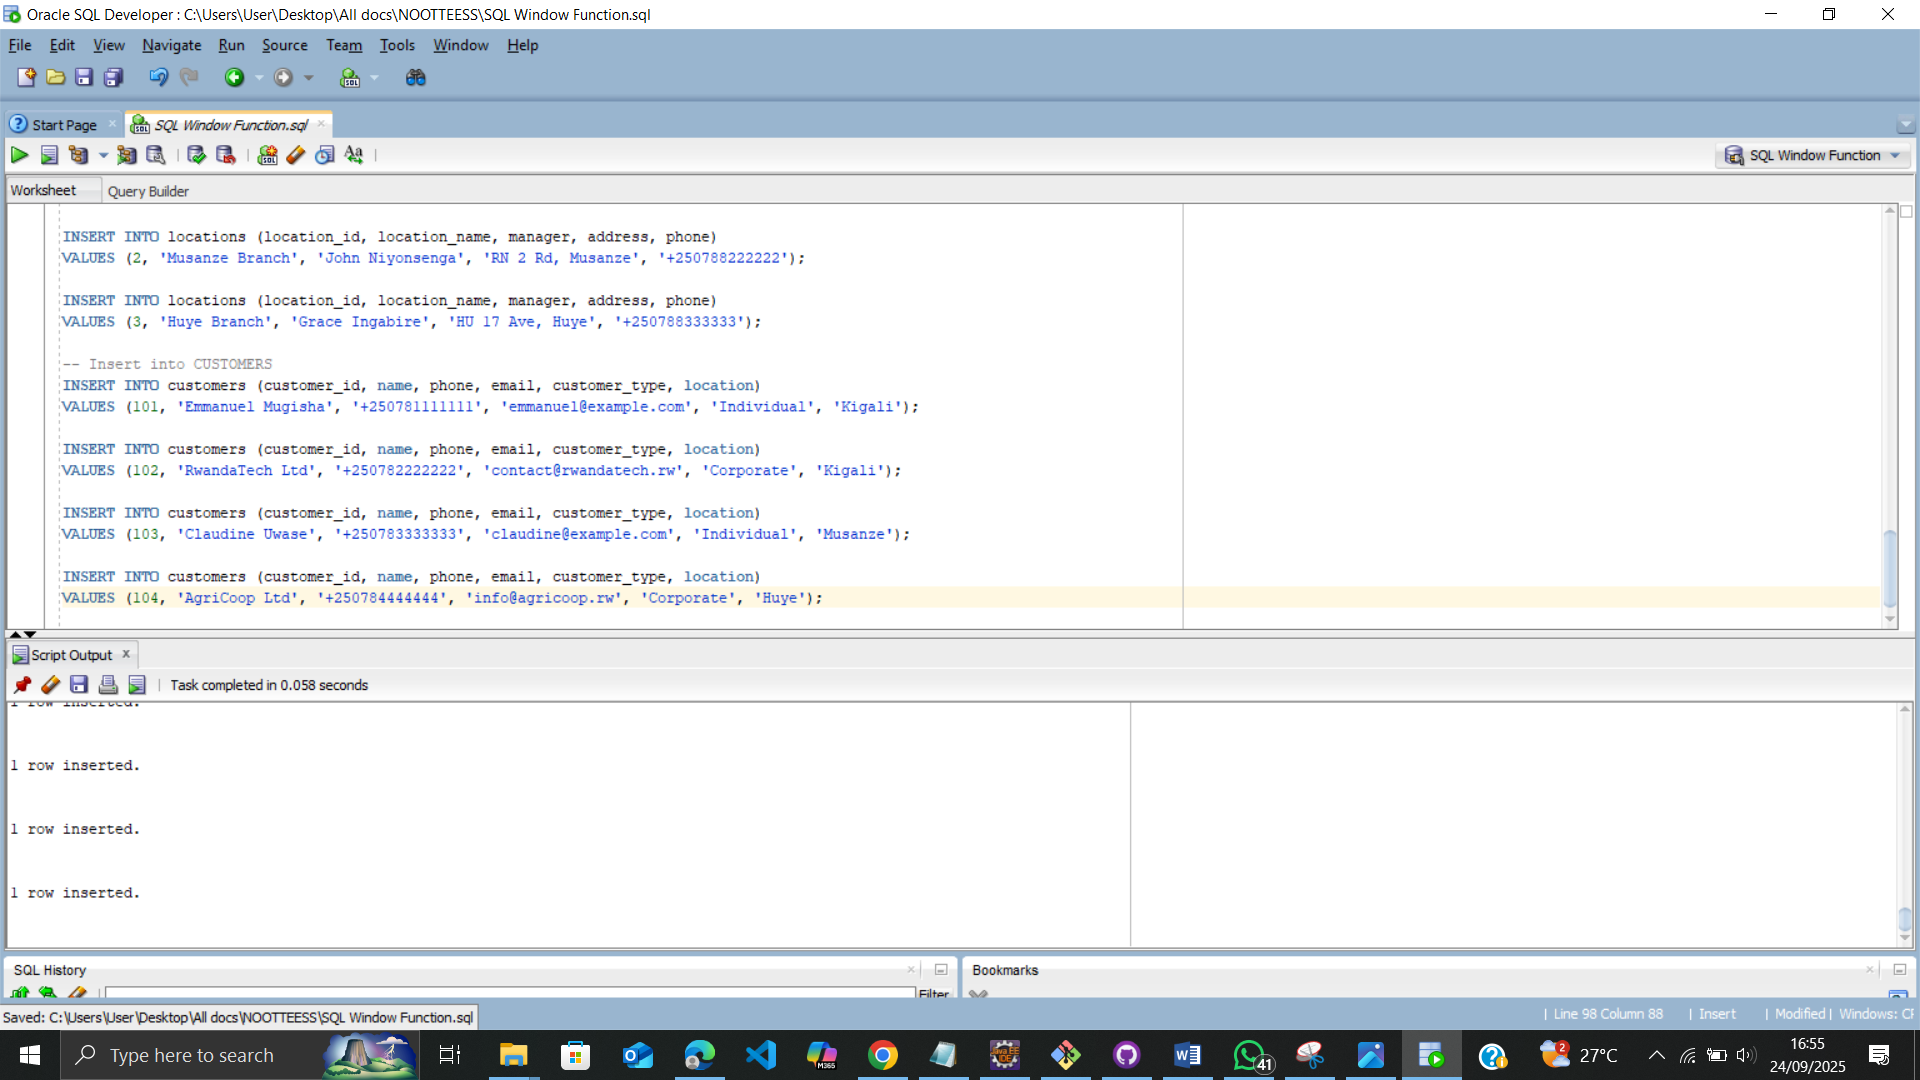 Oracle SQL Developer : C:\Users\User\Desktop\All docs\NOOTTEESS\SQL Window Function.sql
File Edit View Navigate Run Source Team Tools Window Help
Start Page SQL Window Function.sql
SQL Window Function
Worksheet Query Builder
INSERT INTO locations (location_id, location_name, manager, address, phone)
VALUES (2, 'Musanze Branch', 'John Niyonsenga', 'RN 2 Rd, Musanze', '+250788222222');
INSERT INTO locations (location_id, location_name, manager, address, phone)
VALUES (3, 'Huye Branch', 'Grace Ingabire', 'HU 17 Ave, Huye', '+250788333333');
-- Insert into CUSTOMERS
INSERT INTO customers (customer_id, name, phone, email, customer_type, location)
VALUES (101, 'Emmanuel Mugisha', '+250781111111', 'emmanuel@example.com', 'Individual', 'Kigali');
INSERT INTO customers (customer_id, name, phone, email, customer_type, location)
VALUES (102, 'RwandaTech Ltd', '+250782222222', 'contact@rwandatech.rw', 'Corporate', 'Kigali');
INSERT INTO customers (customer_id, name, phone, email, customer_type, location)
VALUES (103, 'Claudine Uwase', '+250783333333', 'claudine@example.com', 'Individual', 'Musanze');
INSERT INTO customers (customer_id, name, phone, email, customer_type, location)
VALUES (104, 'AgriCoop Ltd', '+250784444444', 'info@agricoop.rw', 'Corporate', 'Huye');
Script Output
Task completed in 0.058 seconds
1 row inserted.
1 row inserted.
1 row inserted.
1 row inserted.
SQL History
Filter
Bookmarks
Saved: C:\Users\User\Desktop\All docs\NOOTTEESS\SQL Window Function.sql
| Line 98 Column 88 | Insert | Modified | Windows:
Type here to search
41
2
27°C
16:55
24/09/2025